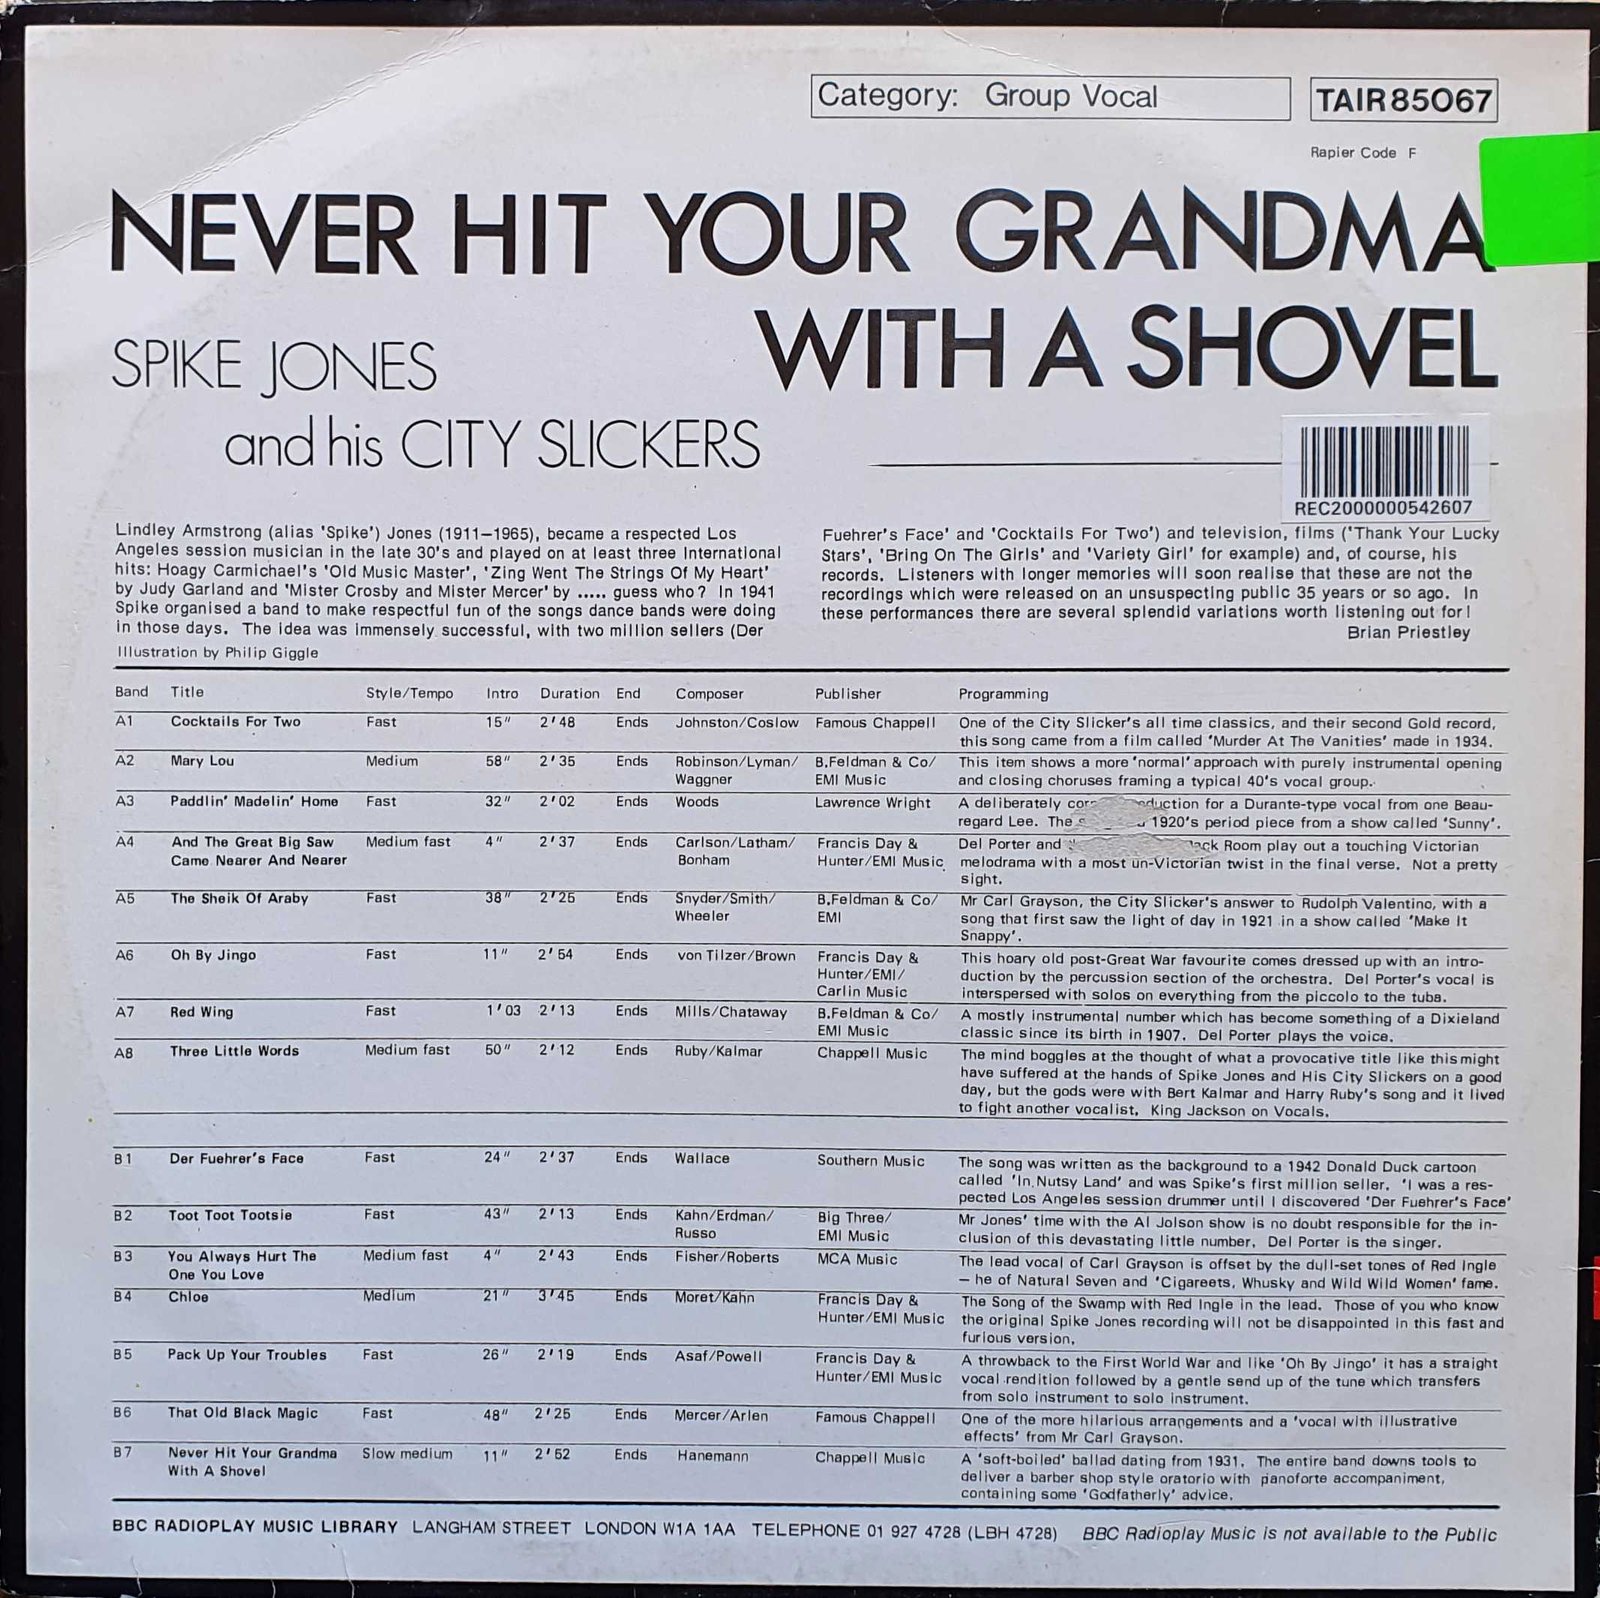 Category: Group Vocal
TAIR85067
Rapier Code F
NEVER HIT YOUR GRANDMA
WITH A SHOVEL
SPIKE JONES
and his CITY SLICKERS
REC2000000542607
Lindley Armstrong (alias 'Spike') Jones (1911–1965), became a respected Los
Angeles session musician in the late 30's and played on at least three International
hits: Hoagy Carmichael's 'Old Music Master', 'Zing Went The Strings Of My Heart'
by Judy Garland and 'Mister Crosby and Mister Mercer' by ..... guess who? In 1941
Spike organised a band to make respectful fun of the songs dance bands were doing
in those days. The idea was immensely successful, with two million sellers (Der
Fuehrer's Face' and 'Cocktails For Two') and television, films ('Thank Your Lucky
Stars', 'Bring On The Girls' and 'Variety Girl' for example) and, of course, his
records. Listeners with longer memories will soon realise that these are not the
recordings which were released on an unsuspecting public 35 years or so ago. In
these performances there are several splendid variations worth listening out for!
Brian Priestley
Illustration by Philip Giggle
Band Title Style/Tempo Intro Duration End Composer Publisher Programming
A1 Cocktails For Two Fast 15" 2'48 Ends Johnston/Coslow Famous Chappell One of the City Slicker's all time classics, and their second Gold record,
this song came from a film called 'Murder At The Vanities' made in 1934.
A2 Mary Lou Medium 58" 2'35 Ends Robinson/Lyman/ B.Feldman & Co/ This item shows a more 'normal' approach with purely instrumental opening
Waggner EMI Music and closing choruses framing a typical 40's vocal group.
A3 Paddlin' Madelin' Home Fast 32" 2'02 Ends Woods Lawrence Wright A deliberately for a Durante-type vocal from one Beau-
regard Lee. The 1920's period piece from a show called 'Sunny'.
A4 And The Great Big Saw Medium fast 4" 2'37 Ends Carlson/Latham/ Francis Day & Del Porter and Room play out a touching Victorian
Came Nearer And Nearer Bonham Hunter/EMI Music melodrama with a most un-Victorian twist in the final verse. Not a pretty
sight.
A5 The Sheik Of Araby Fast 38" 2'25 Ends Snyder/Smith/ B.Feldman & Co/ Mr Carl Grayson, the City Slicker's answer to Rudolph Valentino, with a
Wheeler EMI song that first saw the light of day in 1921 in a show called 'Make It
Snappy'.
A6 Oh By Jingo Fast 11" 2'54 Ends von Tilzer/Brown Francis Day & This hoary old post-Great War favourite comes dressed up with an intro-
Hunter/EMI/ duction by the percussion section of the orchestra. Del Porter's vocal is
Carlin Music interspersed with solos on everything from the piccolo to the tuba.
A7 Red Wing Fast 1'03 2'13 Ends Mills/Chataway B.Feldman & Co/ A mostly instrumental number which has become something of a Dixieland
EMI Music classic since its birth in 1907. Del Porter plays the voice.
A8 Three Little Words Medium fast 50" 2'12 Ends Ruby/Kalmar Chappell Music The mind boggles at the thought of what a provocative title like this might
have suffered at the hands of Spike Jones and His City Slickers on a good
day, but the gods were with Bert Kalmar and Harry Ruby's song and it lived
to fight another vocalist. King Jackson on Vocals.
B1 Der Fuehrer's Face Fast 24" 2'37 Ends Wallace Southern Music The song was written as the background to a 1942 Donald Duck cartoon
called 'In Nutsy Land' and was Spike's first million seller. 'I was a res-
pected Los Angeles session drummer until I discovered 'Der Fuehrer's Face'
B2 Toot Toot Tootsie Fast 43" 2'13 Ends Kahn/Erdman/ Big Three/ Mr Jones' time with the Al Jolson show is no doubt responsible for the in-
Russo EMI Music clusion of this devastating little number. Del Porter is the singer.
B3 You Always Hurt The Medium fast 4" 2'43 Ends Fisher/Roberts MCA Music The lead vocal of Carl Grayson is offset by the dull-set tones of Red Ingle
One You Love – he of Natural Seven and 'Cigareets, Whusky and Wild Wild Women' fame.
B4 Chloe Medium 21" 3'45 Ends Moret/Kahn Francis Day & The Song of the Swamp with Red Ingle in the lead. Those of you who know
Hunter/EMI Music the original Spike Jones recording will not be disappointed in this fast and
furious version.
B5 Pack Up Your Troubles Fast 26" 2'19 Ends Asaf/Powell Francis Day & A throwback to the First World War and like 'Oh By Jingo' it has a straight
Hunter/EMI Music vocal rendition followed by a gentle send up of the tune which transfers
from solo instrument to solo instrument.
B6 That Old Black Magic Fast 48" 2'25 Ends Mercer/Arlen Famous Chappell One of the more hilarious arrangements and a 'vocal with illustrative
effects' from Mr Carl Grayson.
B7 Never Hit Your Grandma Slow medium 11" 2'52 Ends Hanemann Chappell Music A 'soft-boiled' ballad dating from 1931. The entire band downs tools to
With A Shovel deliver a barber shop style oratorio with pianoforte accompaniment,
containing some 'Godfatherly' advice.
BBC RADIOPLAY MUSIC LIBRARY LANGHAM STREET LONDON W1A 1AA TELEPHONE 01 927 4728 (LBH 4728) BBC Radioplay Music is not available to the Public